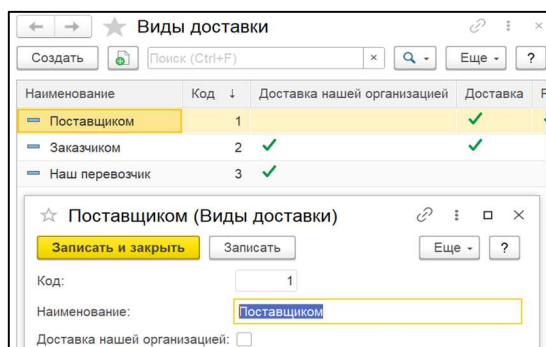 Виды доставки
Создать Поиск (Ctrl+F) × Еще ?
Наименование Код ↓ Доставка нашей организацией Доставка
Поставщиком 1
Заказчиком 2
Наш перевозчик 3
Поставщиком (Виды доставки)
Записать и закрыть Записать Еще ?
Код: 1
Наименование: Поставщиком
Доставка нашей организацией: